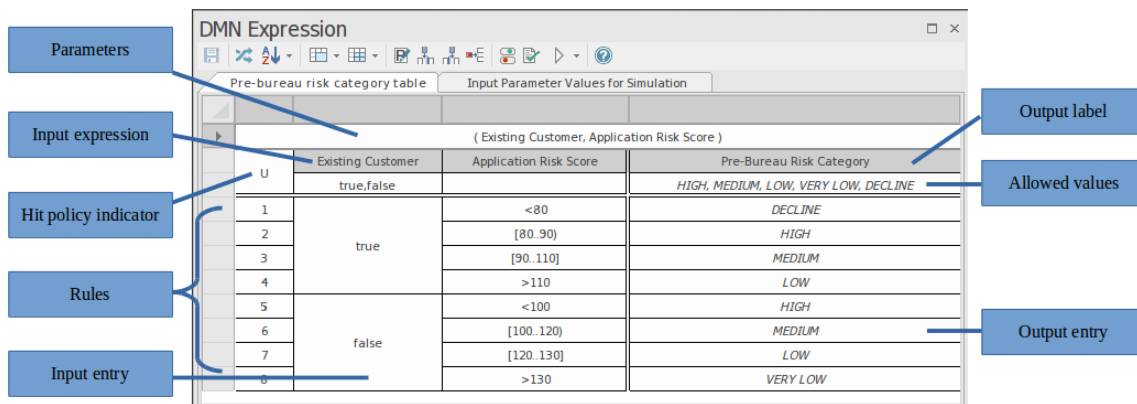 DMN Expression
Parameters
Pre-bureau risk category table
Input Parameter Values for Simulation
( Existing Customer, Application Risk Score )
Output label
Input expression
U
Existing Customer
Application Risk Score
Pre-Bureau Risk Category
true,false
HIGH, MEDIUM, LOW, VERY LOW, DECLINE
Allowed values
Hit policy indicator
1
true
<80
DECLINE
2
[80..90)
HIGH
3
[90..110]
MEDIUM
4
>110
LOW
Rules
5
false
<100
HIGH
6
[100..120)
MEDIUM
Output entry
7
[120..130]
LOW
Input entry
8
>130
VERY LOW